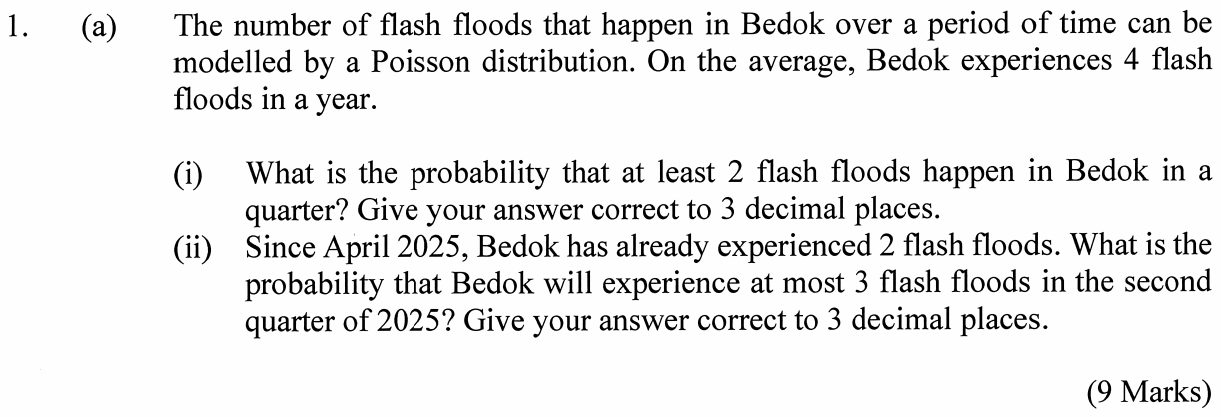 1. (a) The number of flash floods that happen in Bedok over a period of time can be
modelled by a Poisson distribution. On the average, Bedok experiences 4 flash
floods in a year.
(i) What is the probability that at least 2 flash floods happen in Bedok in a
quarter? Give your answer correct to 3 decimal places.
(ii) Since April 2025, Bedok has already experienced 2 flash floods. What is the
probability that Bedok will experience at most 3 flash floods in the second
quarter of 2025? Give your answer correct to 3 decimal places.
(9 Marks)